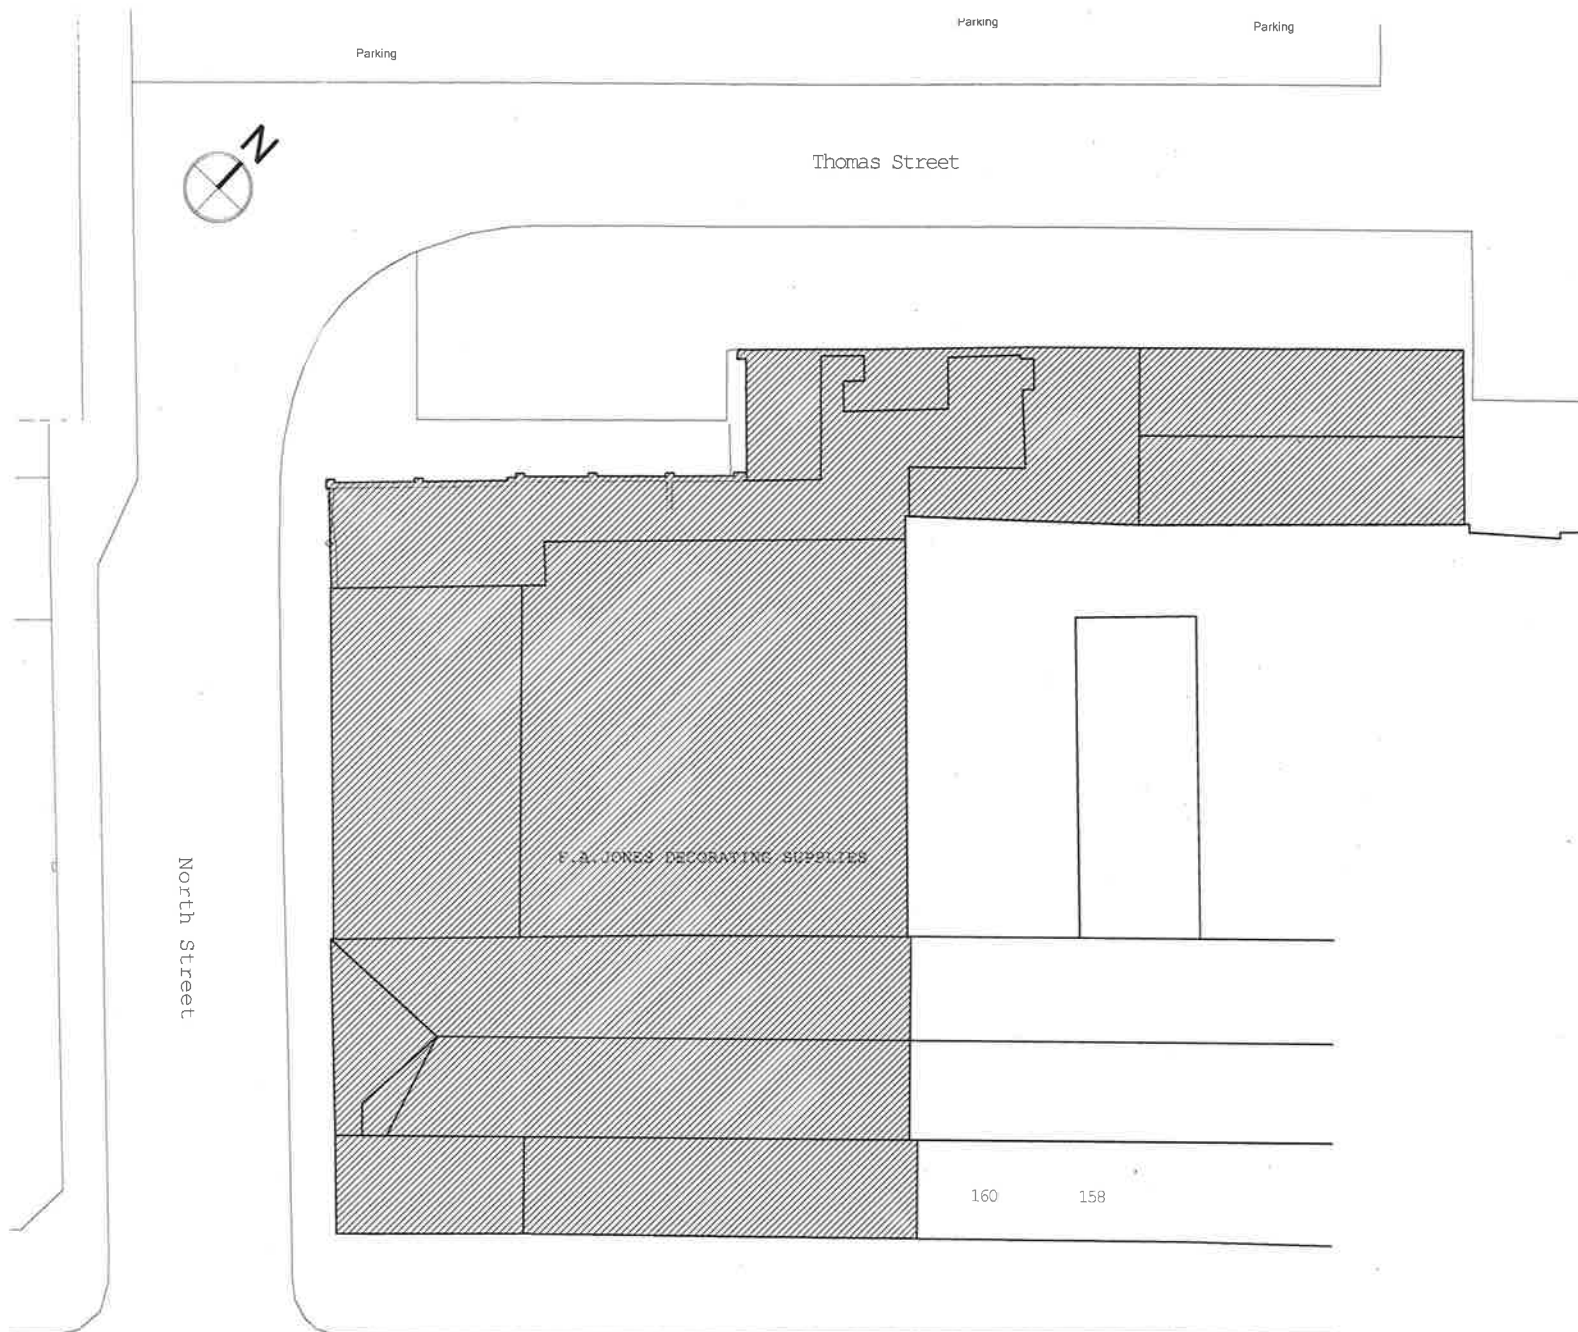 Parking
Parking
Parking
N
Thomas Street
F.A.JONES DECORATING SUPPLIES
North Street
160
158